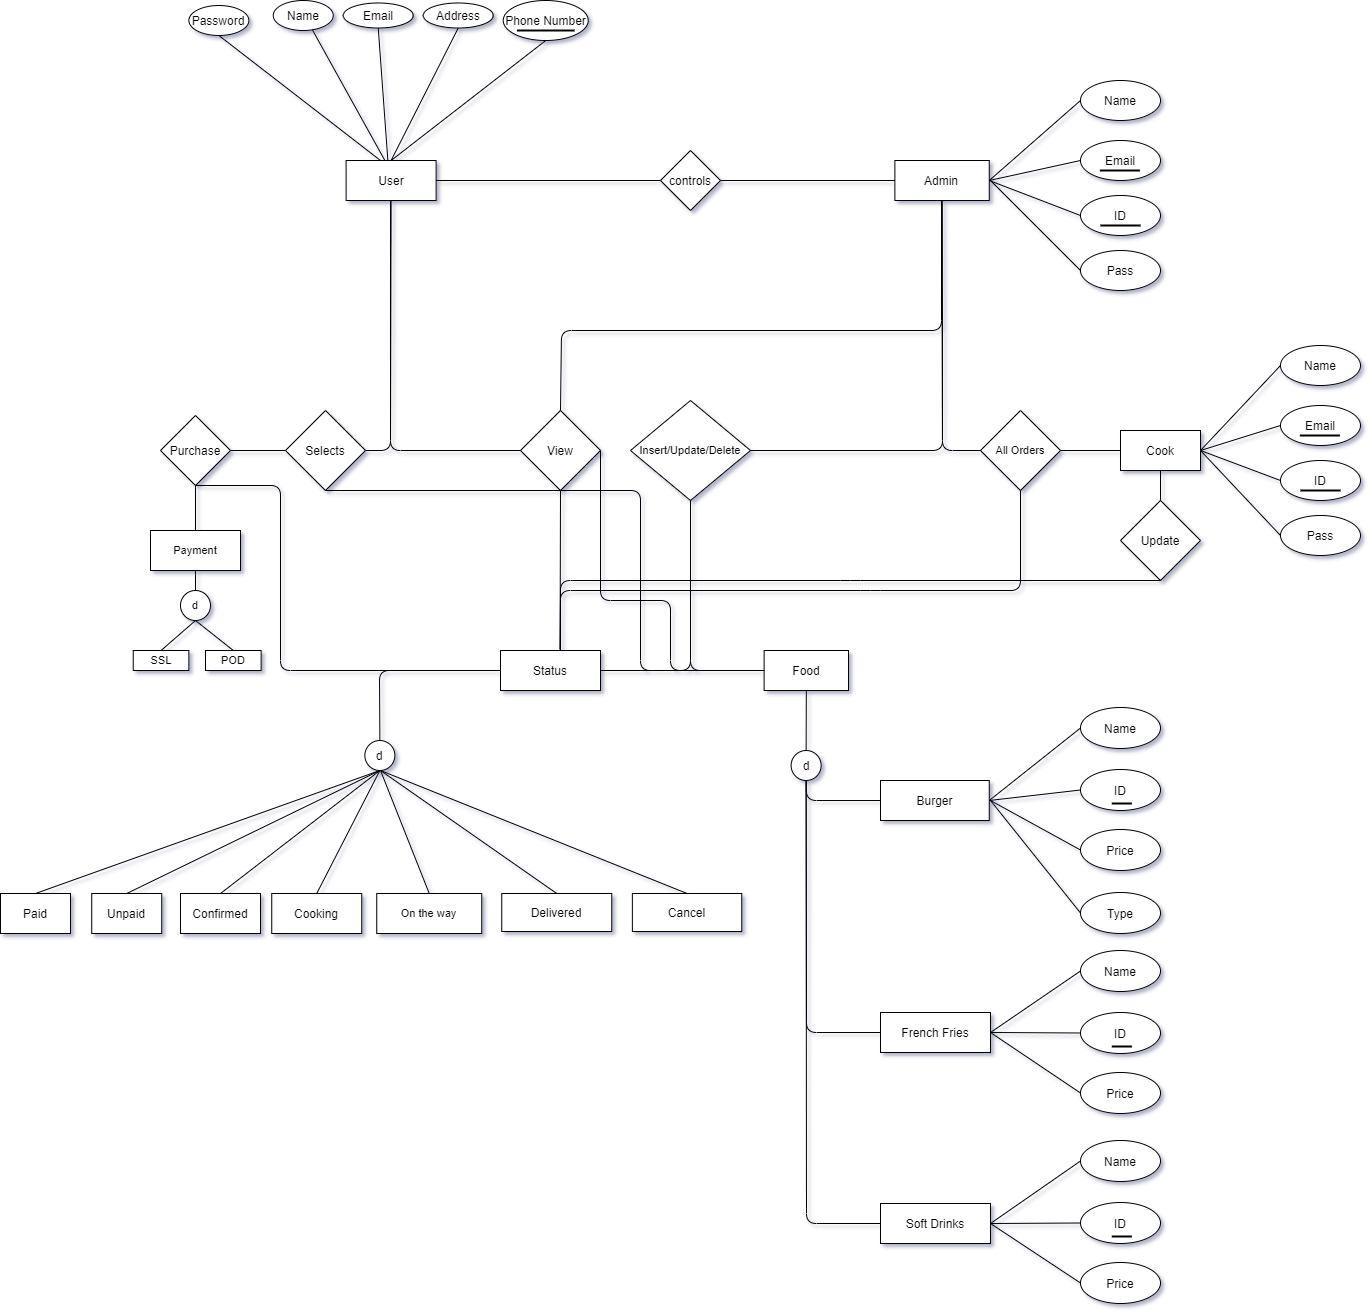 Password
Name
Email
Address
Phone Number
User
controls
Admin
Name
Email
ID
Pass
Purchase
Selects
View
Insert/Update/Delete
All Orders
Cook
Name
Email
ID
Pass
Update
Payment
d
SSL
POD
Status
Food
d
d
Paid
Unpaid
Confirmed
Cooking
On the way
Delivered
Cancel
Burger
Name
ID
Price
Type
French Fries
Name
ID
Price
Soft Drinks
Name
ID
Price